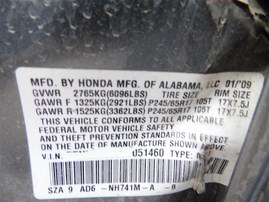 MFD. BY HONDA MFG. OF ALABAMA, LLC 01/'09
GVWR 2765KG(6096LBS) TIRE SIZE RIM SIZE
GAWR F 1325KG(2921LBS) P245/65R17 105T 17X7.5J
GAWR R 1525KG(3362LBS) P245/65R17 105T 17X7.5J
THIS VEHICLE CONFORMS TO ALL APPLICABLE
FEDERAL MOTOR VEHICLE SAFETY AND THEFT
PREVENTION STANDARDS IN EFFECT ON THE
DATE OF MANUFACTURE SHOWN ABOVE.
V.I.N. 051460 TYPE:
SZA 9 AD6 -NH741M-A -B